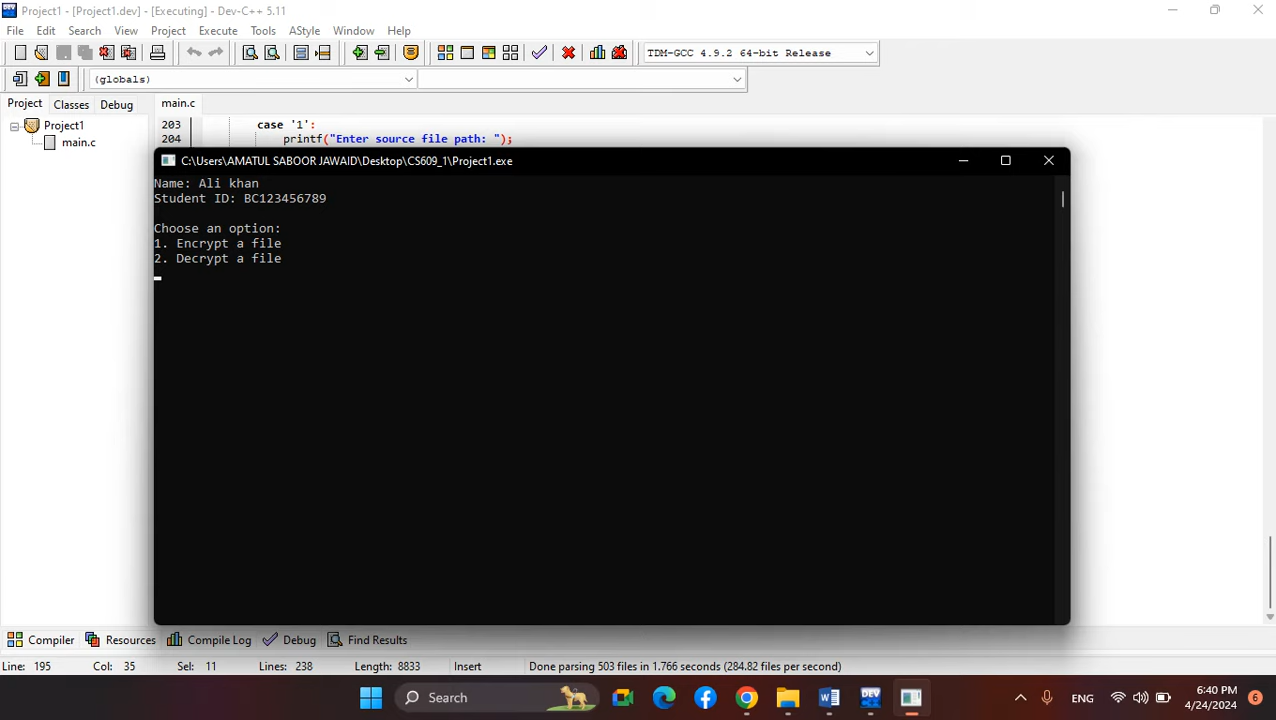 Project1 - [Project1.dev] - [Executing] - Dev-C++ 5.11
File Edit Search View Project Execute Tools AStyle Window Help
TDM-GCC 4.9.2 64-bit Release
(globals)
Project Classes Debug main.c
Project1
main.c
203 case '1':
204 printf("Enter source file path: ");
C:\Users\AMATUL SABOOR JAWAID\Desktop\CS609_1\Project1.exe
Name: Ali khan
Student ID: BC123456789
Choose an option:
1. Encrypt a file
2. Decrypt a file
Compiler Resources Compile Log Debug Find Results
Line: 195 Col: 35 Sel: 11 Lines: 238 Length: 8833 Insert Done parsing 503 files in 1.766 seconds (284.82 files per second)
Search ENG 6:40 PM
4/24/2024 6